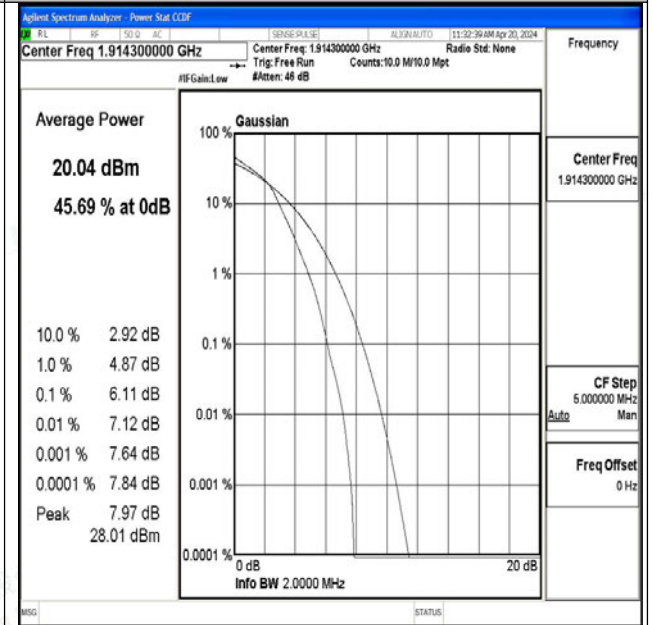 Agilent Spectrum Analyzer - Power Stat CCDF
RL RF 50 Ω AC SENSE:PULSE ALIGN AUTO 11:32:39 AM Apr 20, 2024
Center Freq 1.914300000 GHz
Center Freq: 1.914300000 GHz Radio Std: None
Trig: Free Run Counts:10.0 M/10.0 Mpt
#IFGain:Low #Atten: 46 dB
Frequency
Average Power
20.04 dBm
45.69 % at 0dB
10.0 % 2.92 dB
1.0 % 4.87 dB
0.1 % 6.11 dB
0.01 % 7.12 dB
0.001 % 7.64 dB
0.0001 % 7.84 dB
Peak 7.97 dB
28.01 dBm
Gaussian
100 %
10 %
1 %
0.1 %
0.01 %
0.001 %
0.0001 %
0 dB 20 dB
Info BW 2.0000 MHz
Center Freq
1.914300000 GHz
CF Step
5.000000 MHz
Auto Man
Freq Offset
0 Hz
MSG STATUS